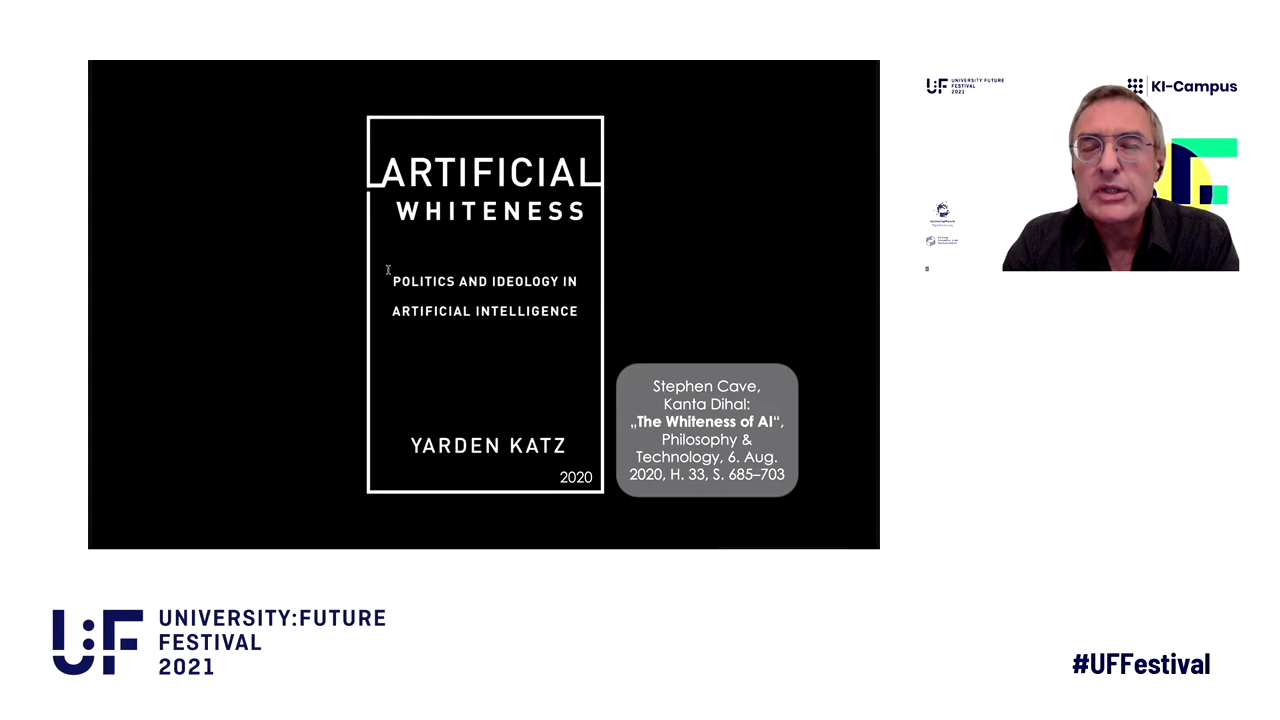 ARTIFICIAL
WHITENESS
POLITICS AND IDEOLOGY IN
ARTIFICIAL INTELLIGENCE
YARDEN KATZ
2020
Stephen Cave,
Kanta Dihal:
„The Whiteness of AI“,
Philosophy &
Technology, 6. Aug.
2020, H. 33, S. 685–703
U:F UNIVERSITY:FUTURE
FESTIVAL
2021
KI-Campus
U:F
UNIVERSITY:FUTURE
FESTIVAL
2021
#UFFestival